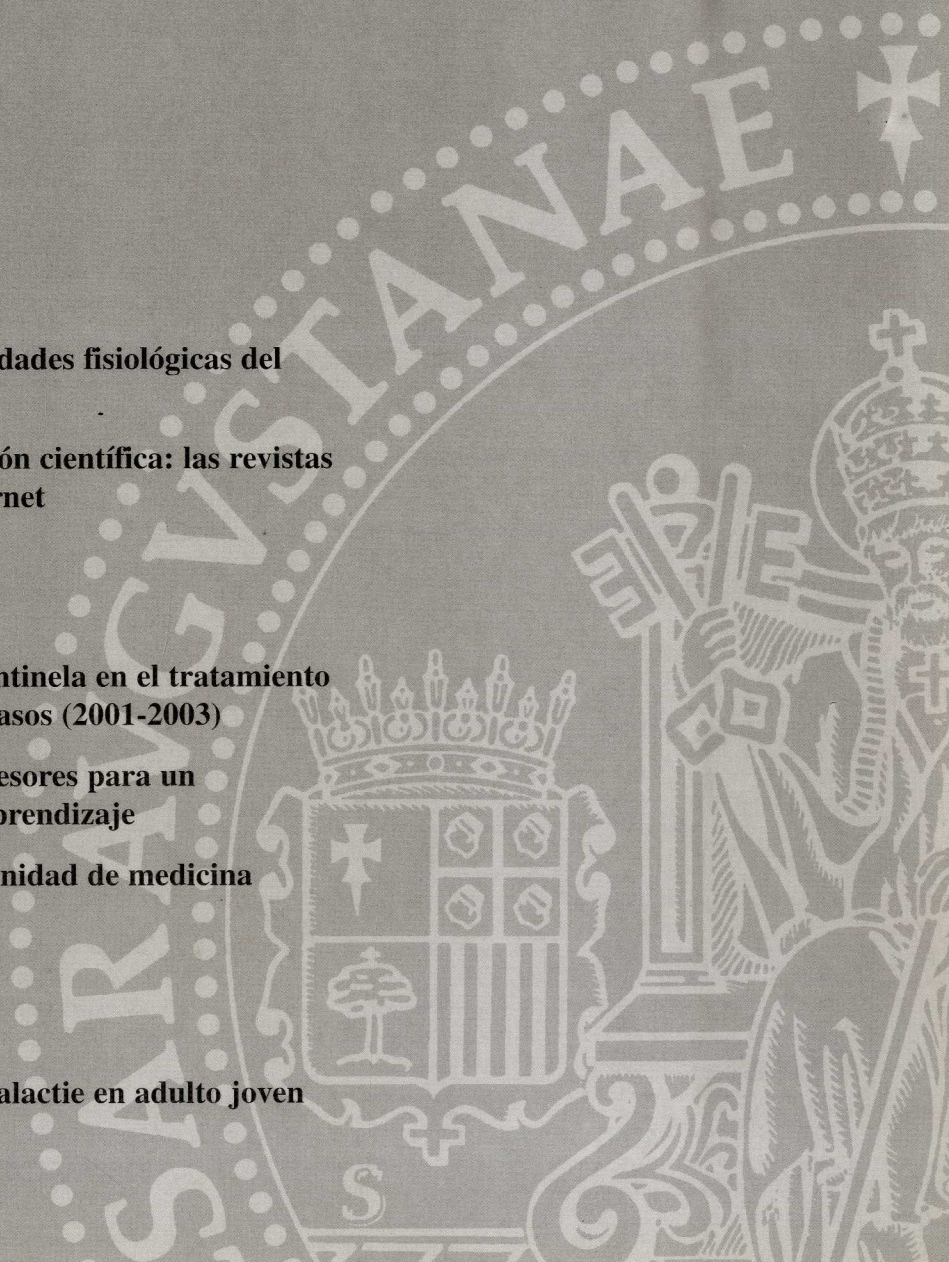 dades fisiológicas del
ón científica: las revistas
rnet
ntinela en el tratamiento
asos (2001-2003)
esores para un
prendizaje
nidad de medicina
alactie en adulto joven
SARAVGVSTANAE
S